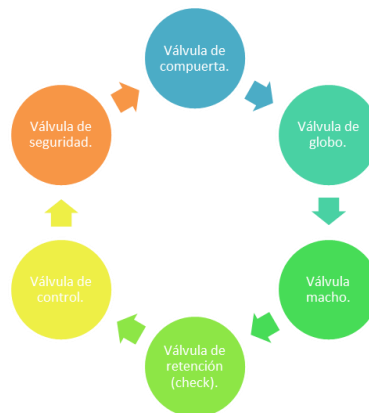 Válvula de
compuerta.
Válvula de
globo.
Válvula
macho.
Válvula de
retención
(check).
Válvula de
control.
Válvula de
seguridad.